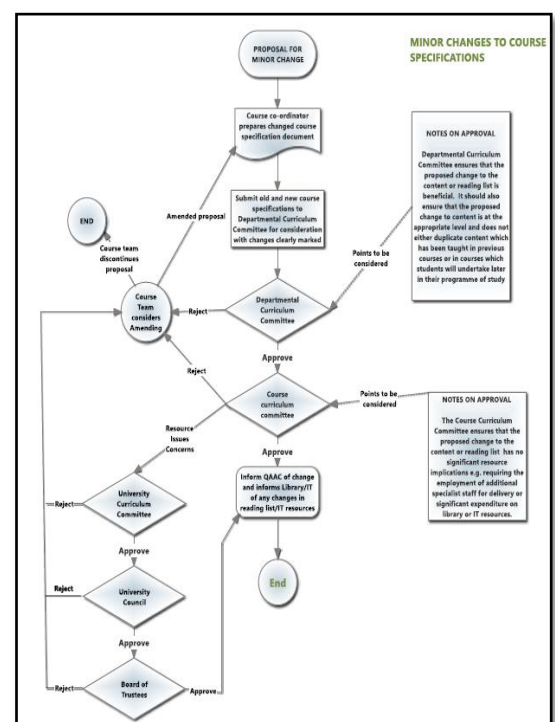 MINOR CHANGES TO COURSE
SPECIFICATIONS
PROPOSAL FOR
MINOR CHANGE
Course co-ordinator
prepares changed course
specification document
NOTES ON APPROVAL
Departmental Curriculum
Committee ensures that the
proposed change to the
content or reading list is
beneficial. It should also
ensure that the proposed
change to content is at the
appropriate level and does not
either duplicate content which
has been taught in previous
courses or in courses which
students will undertake later
in their programme of study
Submit old and new course
specifications to
Departmental Curriculum
Committee for consideration
with changes clearly marked
END
Amended proposal
Course team
discontinues
proposal
Points to be
considered
Course
Team
considers
Amending
Reject
Departmental
Curriculum
Committee
Approve
Reject
Course
curriculum
committee
Points to be
considered
NOTES ON APPROVAL
The Course Curriculum
Committee ensures that the
proposed change to the
content or reading list has no
significant resource
implications e.g. requiring the
employment of additional
specialist staff for delivery or
significant expenditure on
library or IT resources.
Resource
Issues
Concerns
Approve
Inform QAAC of change
and informs Library/IT
of any changes in
reading list/IT resources
University
Curriculum
Committee
Reject
Approve
End
University
Council
Reject
Approve
Board of
Trustees
Reject
Approve